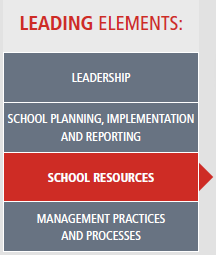 LEADING ELEMENTS:
LEADERSHIP
SCHOOL PLANNING, IMPLEMENTATION
AND REPORTING
SCHOOL RESOURCES
MANAGEMENT PRACTICES
AND PROCESSES